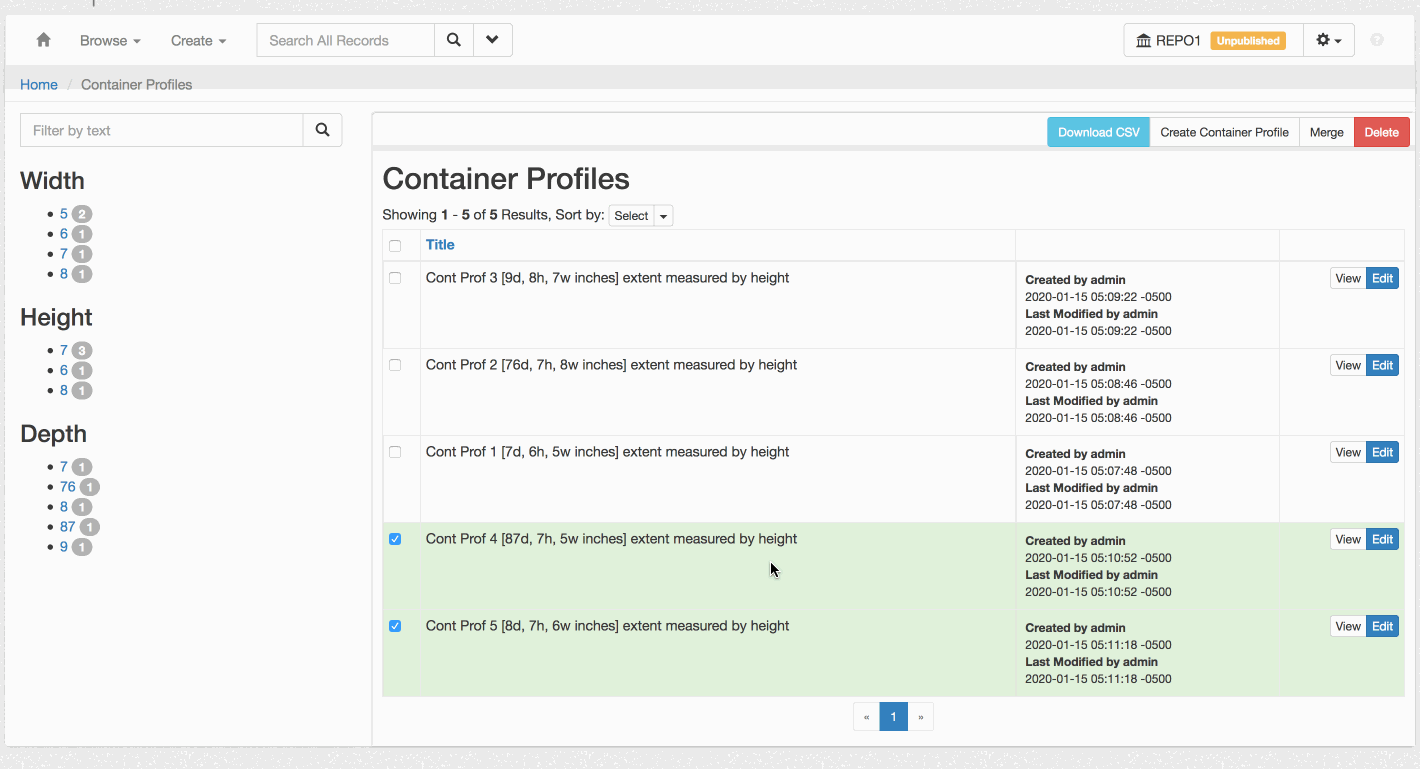 Browse Create Search All Records REPO1 Unpublished
Home / Container Profiles
Filter by text
Width
5 2
6 1
7 1
8 1
Height
7 3
6 1
8 1
Depth
7 1
76 1
8 1
87 1
9 1
Download CSV Create Container Profile Merge Delete
Container Profiles
Showing 1 - 5 of 5 Results, Sort by: Select
Title
Cont Prof 3 [9d, 8h, 7w inches] extent measured by height
Created by admin
2020-01-15 05:09:22 -0500
Last Modified by admin
2020-01-15 05:09:22 -0500
View Edit
Cont Prof 2 [76d, 7h, 8w inches] extent measured by height
Created by admin
2020-01-15 05:08:46 -0500
Last Modified by admin
2020-01-15 05:08:46 -0500
View Edit
Cont Prof 1 [7d, 6h, 5w inches] extent measured by height
Created by admin
2020-01-15 05:07:48 -0500
Last Modified by admin
2020-01-15 05:07:48 -0500
View Edit
Cont Prof 4 [87d, 7h, 5w inches] extent measured by height
Created by admin
2020-01-15 05:10:52 -0500
Last Modified by admin
2020-01-15 05:10:52 -0500
View Edit
Cont Prof 5 [8d, 7h, 6w inches] extent measured by height
Created by admin
2020-01-15 05:11:18 -0500
Last Modified by admin
2020-01-15 05:11:18 -0500
View Edit
« 1 »